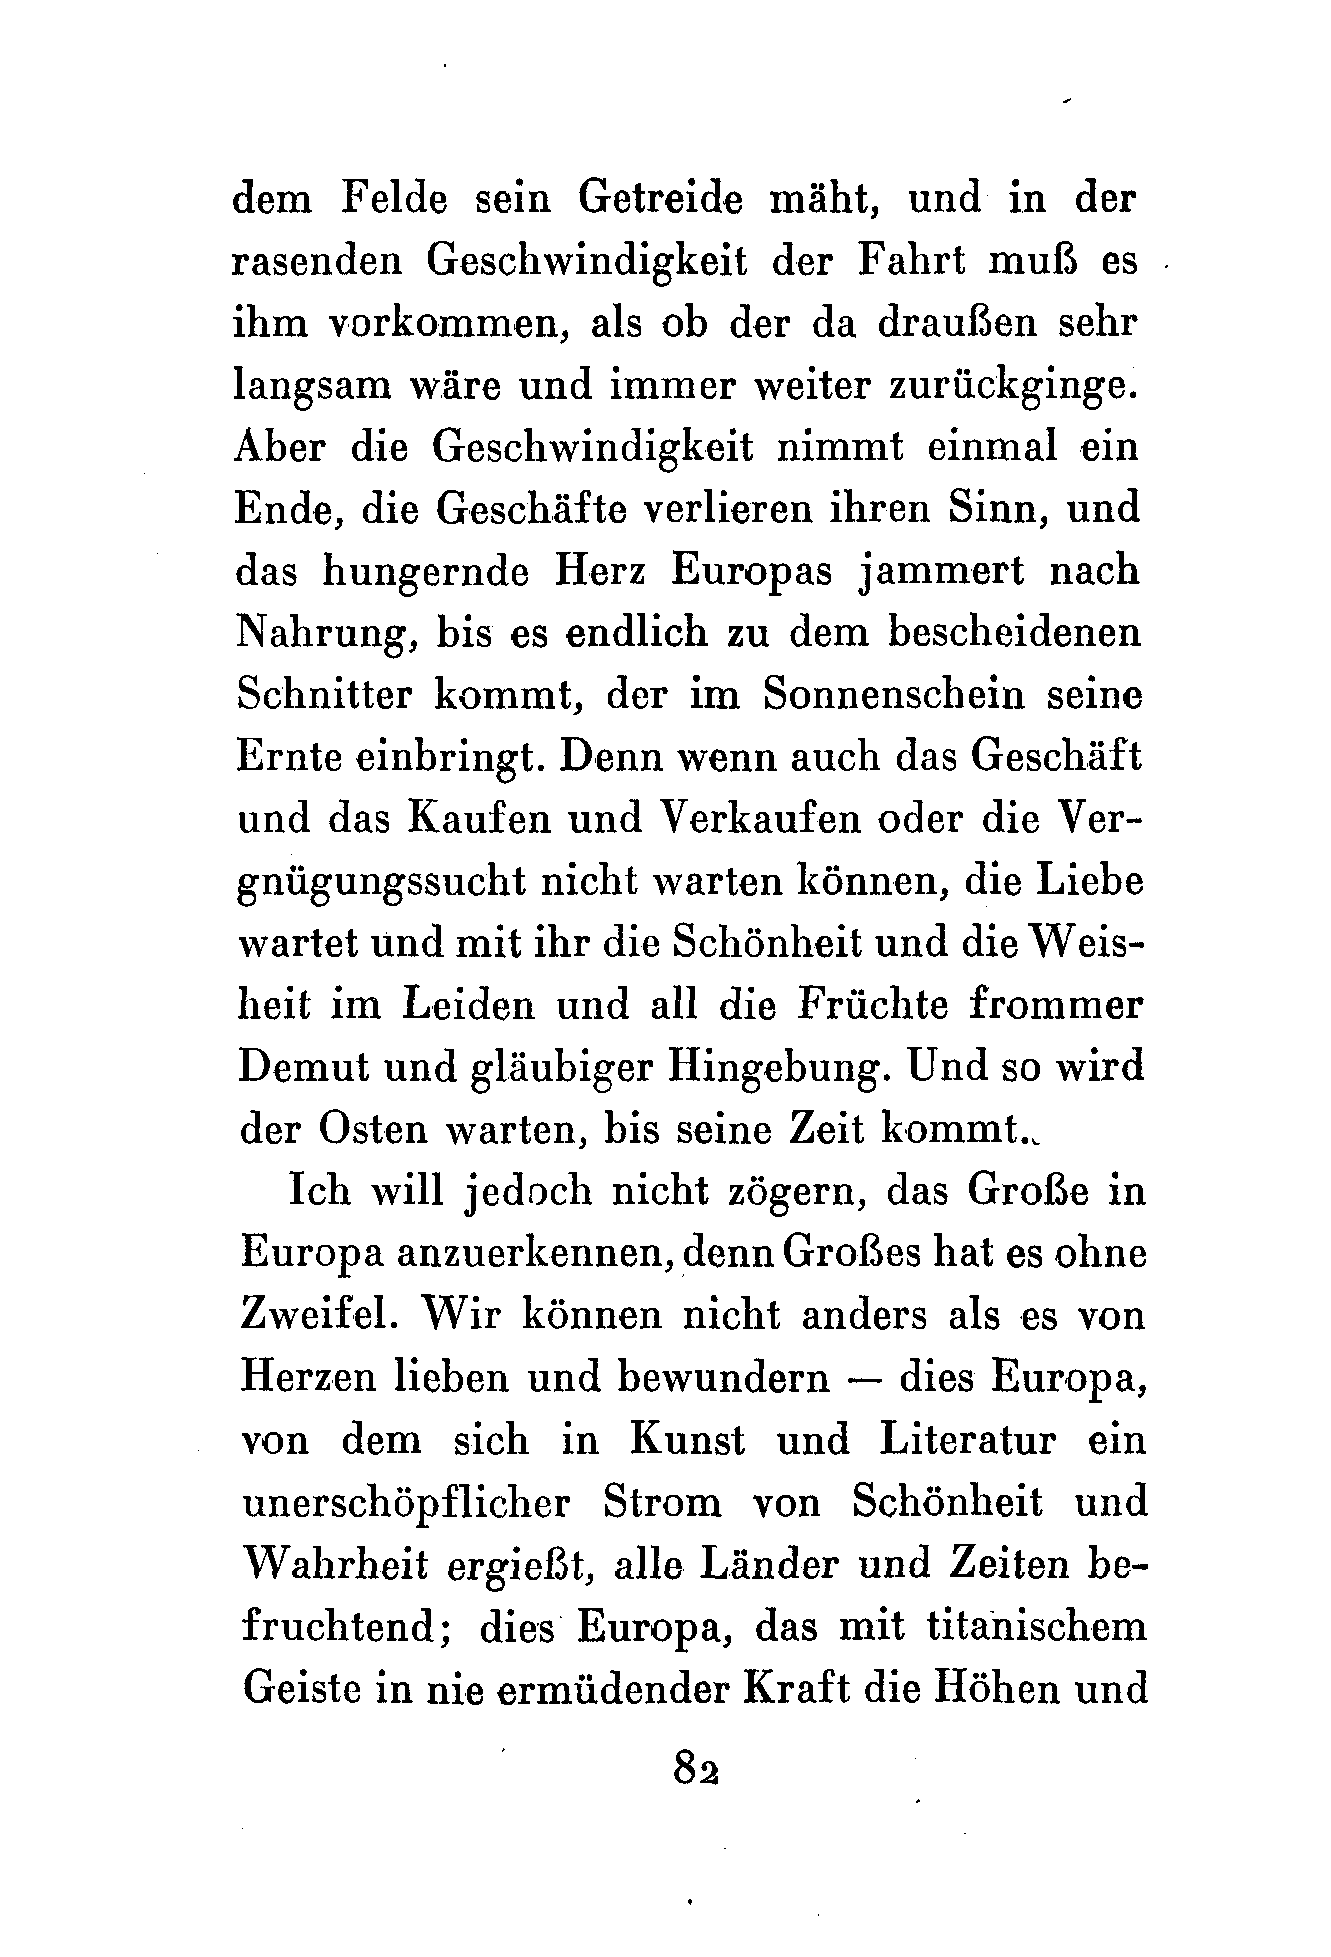 dem Felde sein Getreide mäht, und in der
rasenden Geschwindigkeit der Fahrt muß es
ihm vorkommen, als ob der da draußen sehr
langsam wäre und immer weiter zurückginge.
Aber die Geschwindigkeit nimmt einmal ein
Ende, die Geschäfte verlieren ihren Sinn, und
das hungernde Herz Europas jammert nach
Nahrung, bis es endlich zu dem bescheidenen
Schnitter kommt, der im Sonnenschein seine
Ernte einbringt. Denn wenn auch das Geschäft
und das Kaufen und Verkaufen oder die Ver-
gnügungssucht nicht warten können, die Liebe
wartet und mit ihr die Schönheit und die Weis-
heit im Leiden und all die Früchte frommer
Demut und gläubiger Hingebung. Und so wird
der Osten warten, bis seine Zeit kommt.
Ich will jedoch nicht zögern, das Große in
Europa anzuerkennen, denn Großes hat es ohne
Zweifel. Wir können nicht anders als es von
Herzen lieben und bewundern — dies Europa,
von dem sich in Kunst und Literatur ein
unerschöpflicher Strom von Schönheit und
Wahrheit ergießt, alle Länder und Zeiten be-
fruchtend; dies Europa, das mit titanischem
Geiste in nie ermüdender Kraft die Höhen und
82